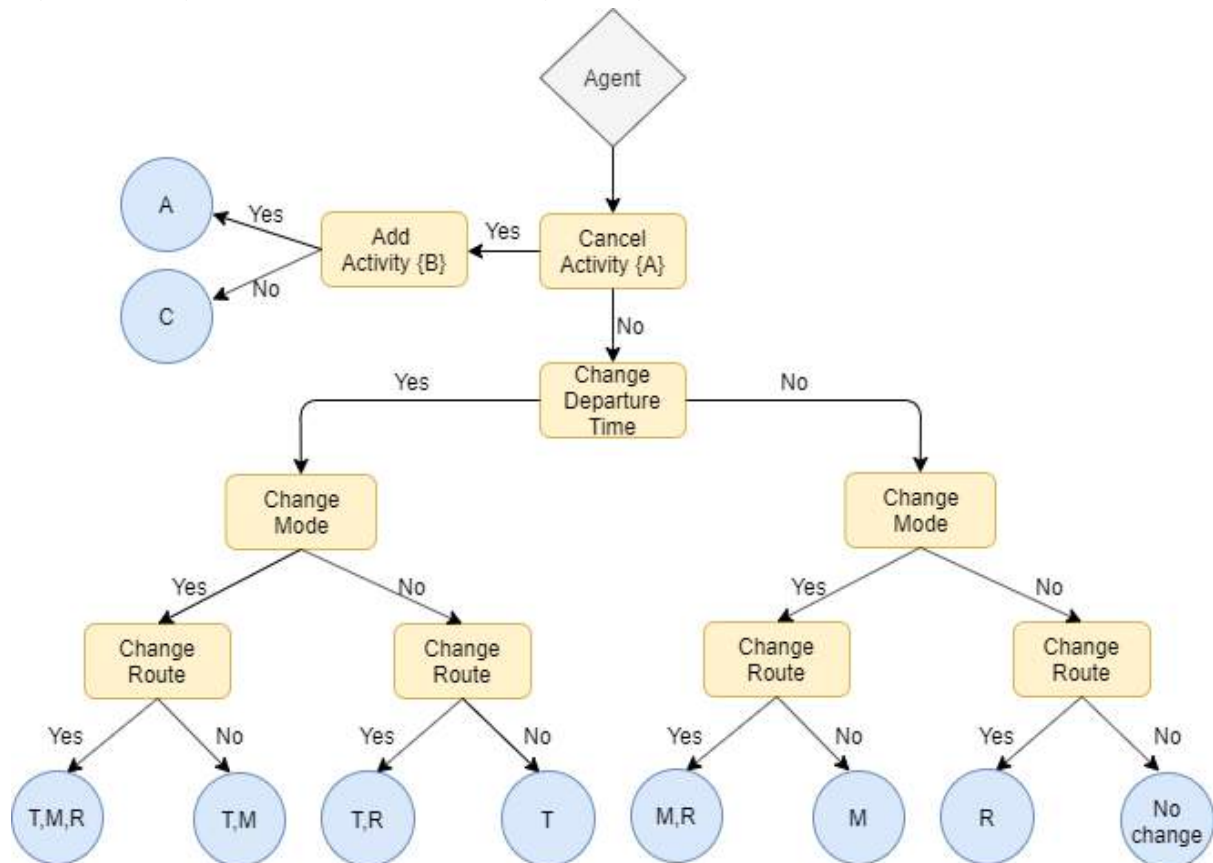 Agent
A
Yes
Add
Activity {B}
Yes
Cancel
Activity {A}
No
C
No
Yes
Change
Departure
Time
No
Change
Mode
Change
Mode
Yes
No
Yes
No
Change
Route
Change
Route
Change
Route
Change
Route
Yes
No
Yes
No
Yes
No
Yes
No
T,M,R
T,M
T,R
T
M,R
M
R
No
change